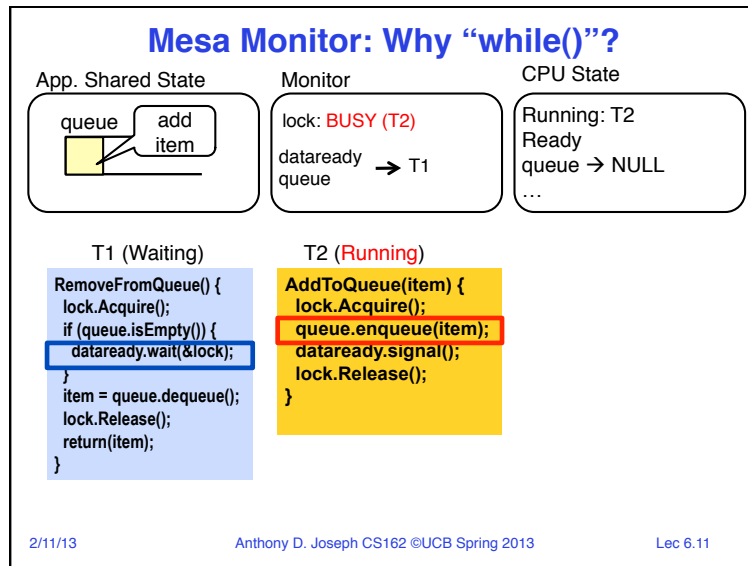 Mesa Monitor: Why “while()”?
App. Shared State
Monitor
CPU State
queue
add
item
lock: BUSY (T2)
dataready
queue
→ T1
Running: T2
Ready
queue → NULL
…
T1 (Waiting)
RemoveFromQueue() {
lock.Acquire();
if (queue.isEmpty()) {
dataready.wait(&lock);
}
item = queue.dequeue();
lock.Release();
return(item);
}
T2 (Running)
AddToQueue(item) {
lock.Acquire();
queue.enqueue(item);
dataready.signal();
lock.Release();
}
2/11/13
Anthony D. Joseph CS162 ©UCB Spring 2013
Lec 6.11